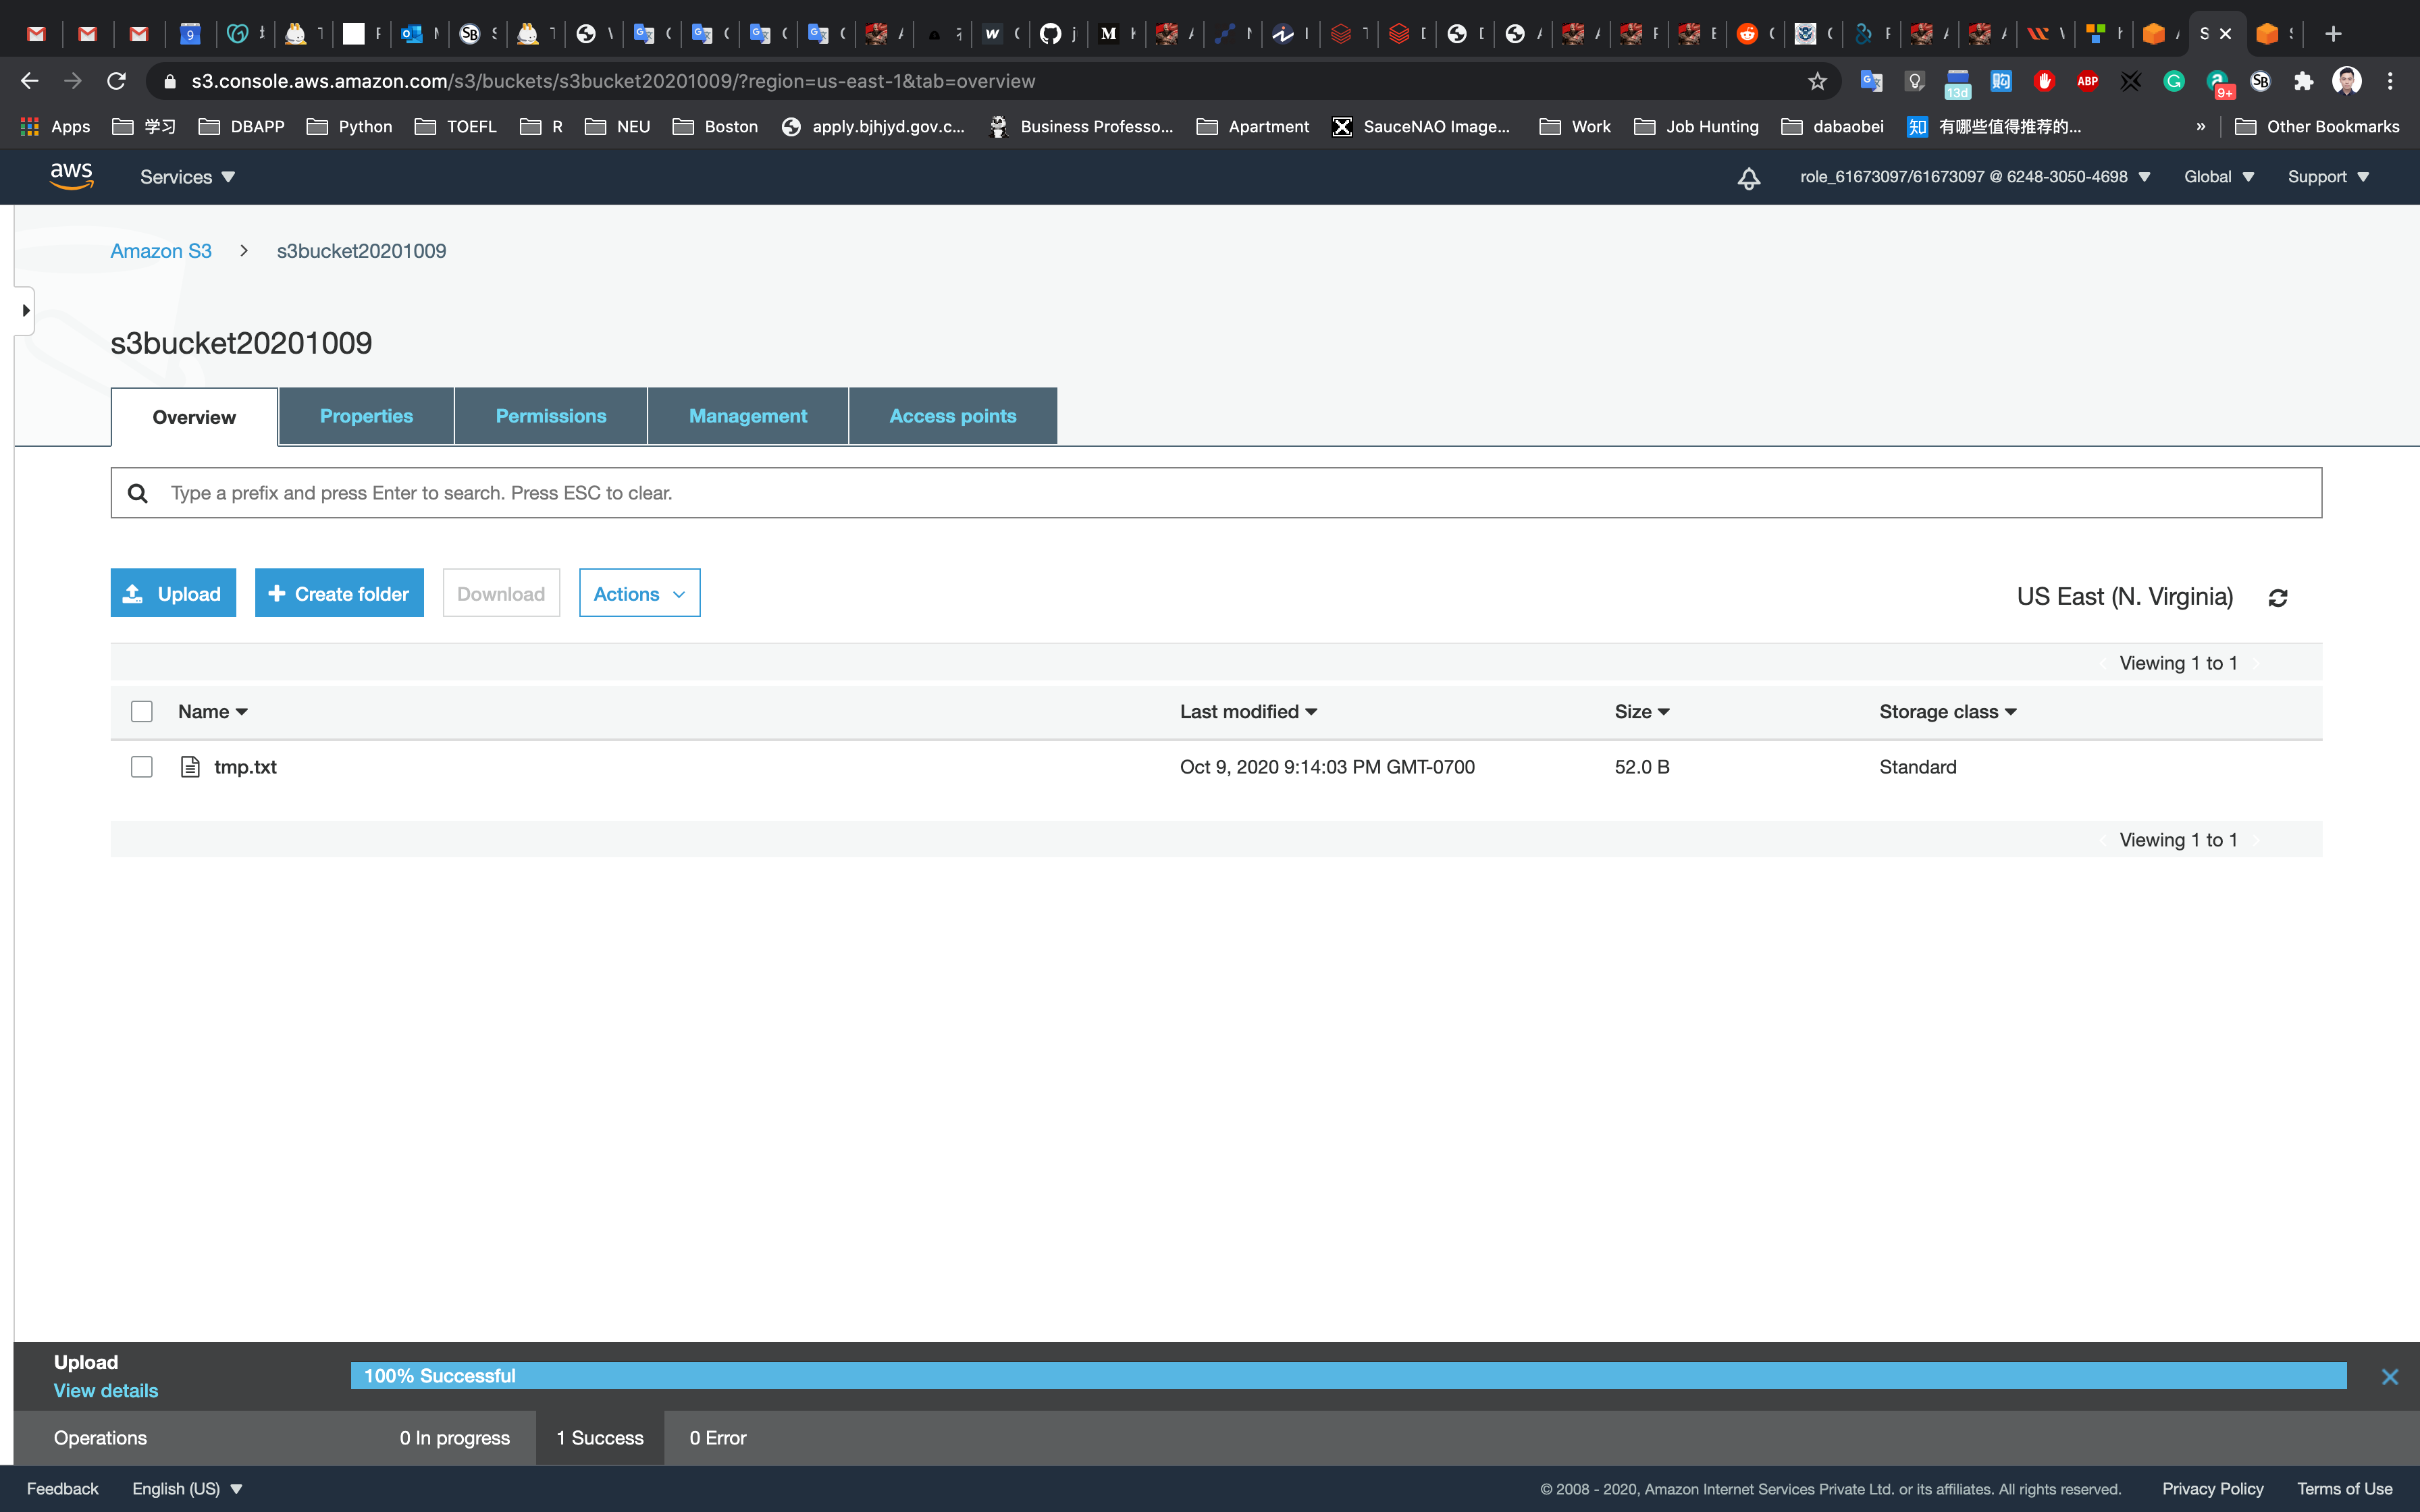 s3.console.aws.amazon.com/s3/buckets/s3bucket20201009/?region=us-east-1&tab=overview
13d ABP 9+
Apps 学习 DBAPP Python TOEFL R NEU Boston apply.bjhjyd.gov.c... Business Professo... Apartment SauceNAO Image... Work Job Hunting dabaobei 有哪些值得推荐的... » Other Bookmarks
aws Services role_61673097/61673097 @ 6248-3050-4698 Global Support
Amazon S3 > s3bucket20201009
s3bucket20201009
Overview Properties Permissions Management Access points
Type a prefix and press Enter to search. Press ESC to clear.
Upload Create folder Download Actions US East (N. Virginia)
Viewing 1 to 1
Name Last modified Size Storage class
tmp.txt Oct 9, 2020 9:14:03 PM GMT-0700 52.0 B Standard
Viewing 1 to 1
Upload
100% Successful
View details
Operations 0 In progress 1 Success 0 Error
Feedback English (US) © 2008 - 2020, Amazon Internet Services Private Ltd. or its affiliates. All rights reserved. Privacy Policy Terms of Use